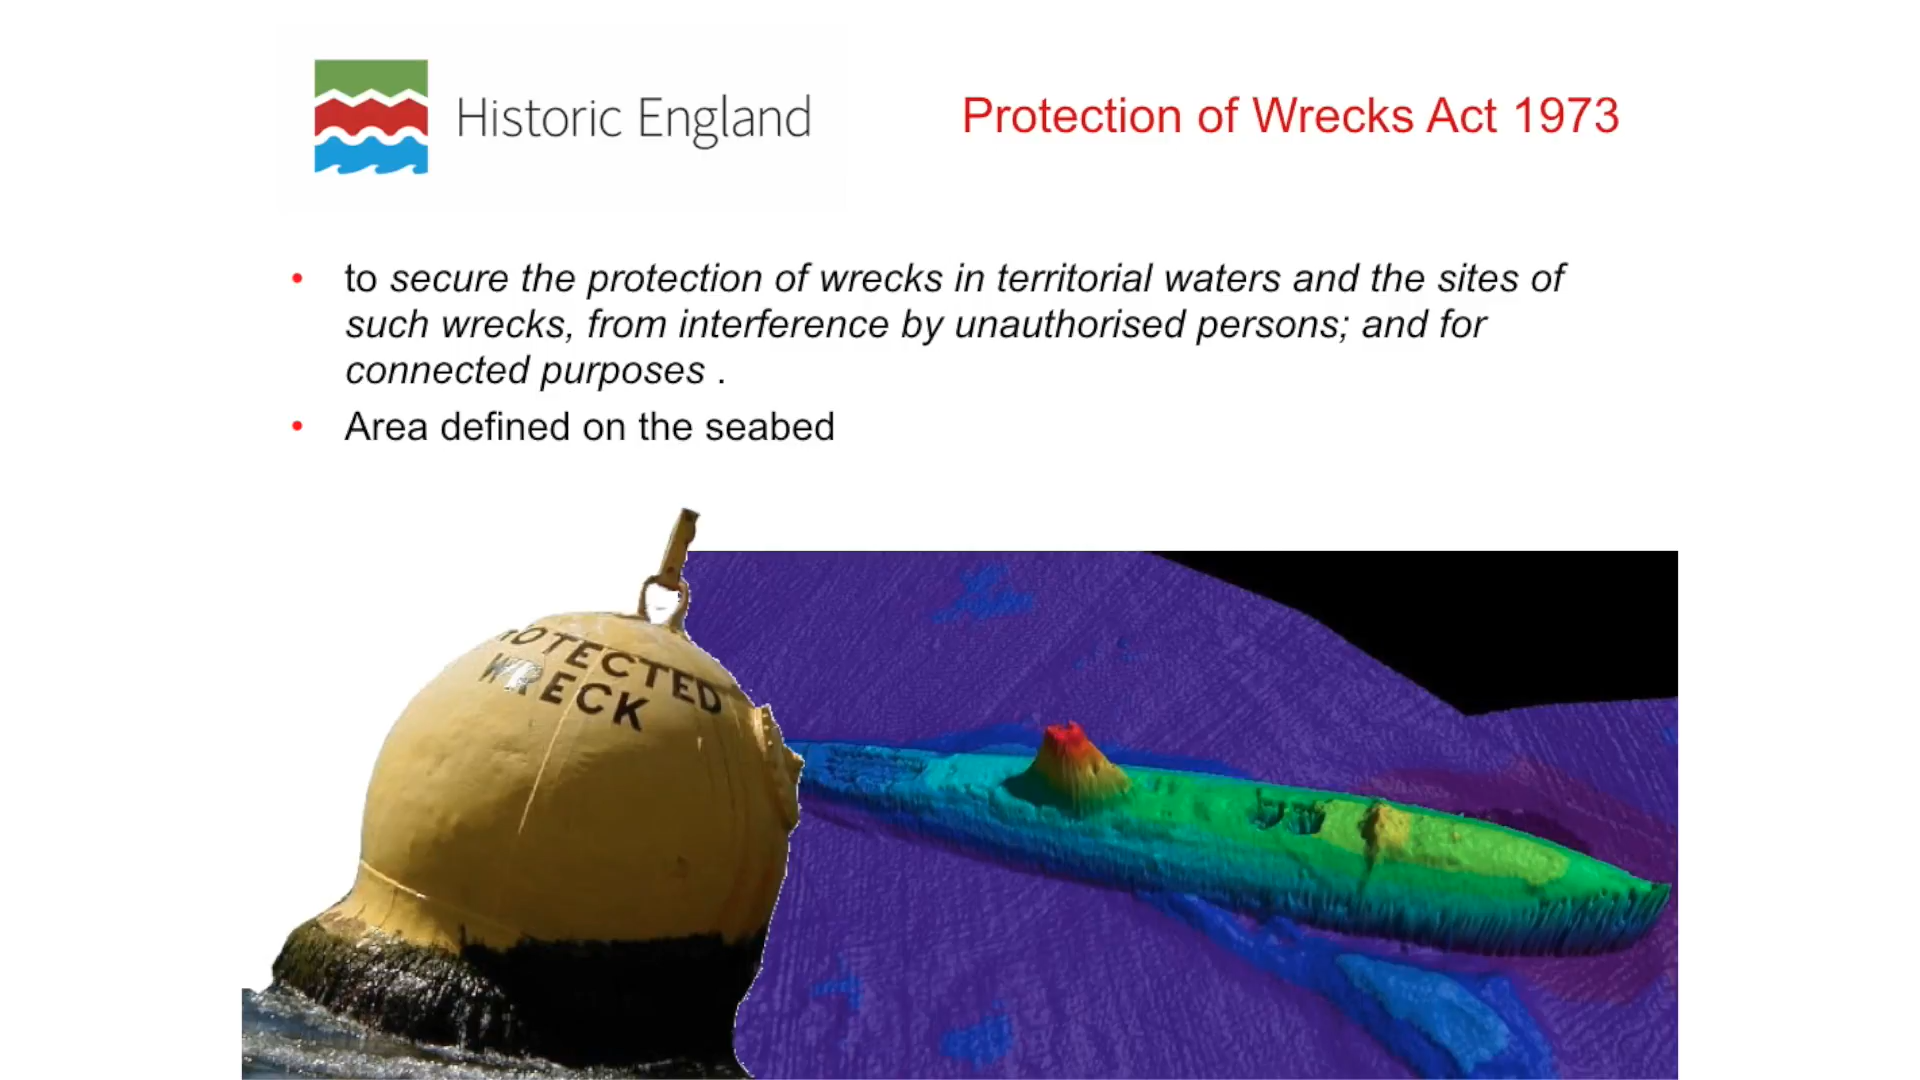 Historic England
Protection of Wrecks Act 1973
• to secure the protection of wrecks in territorial waters and the sites of
such wrecks, from interference by unauthorised persons; and for
connected purposes .
• Area defined on the seabed
ROTECTED
WRECK